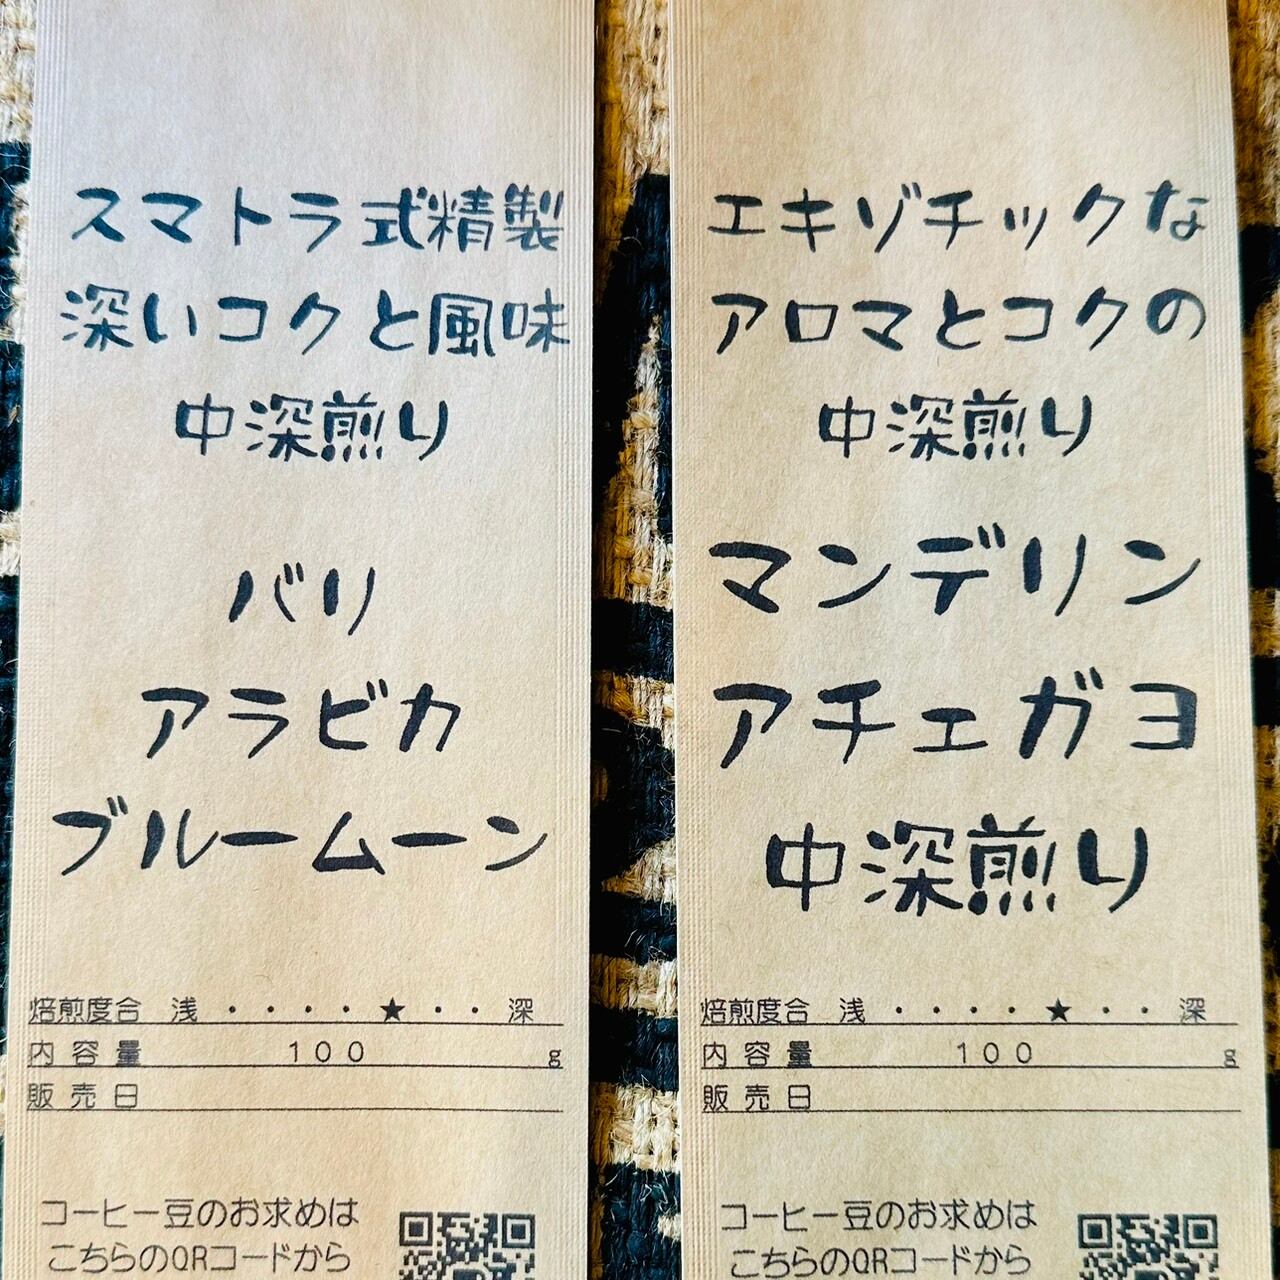 スマトラ式精製
深いコクと風味
中深煎り
バリ
アラビカ
ブルームーン
焙煎度合 浅 ・・・・★・・ 深
内容量 100 g
販売日
コーヒー豆のお求めは
こちらのQRコードから
エキゾチックな
アロマとコクの
中深煎り
マンデリン
アチェガヨ
中深煎り
焙煎度合 浅 ・・・・★・・ 深
内容量 100 g
販売日
コーヒー豆のお求めは
こちらのQRコードから